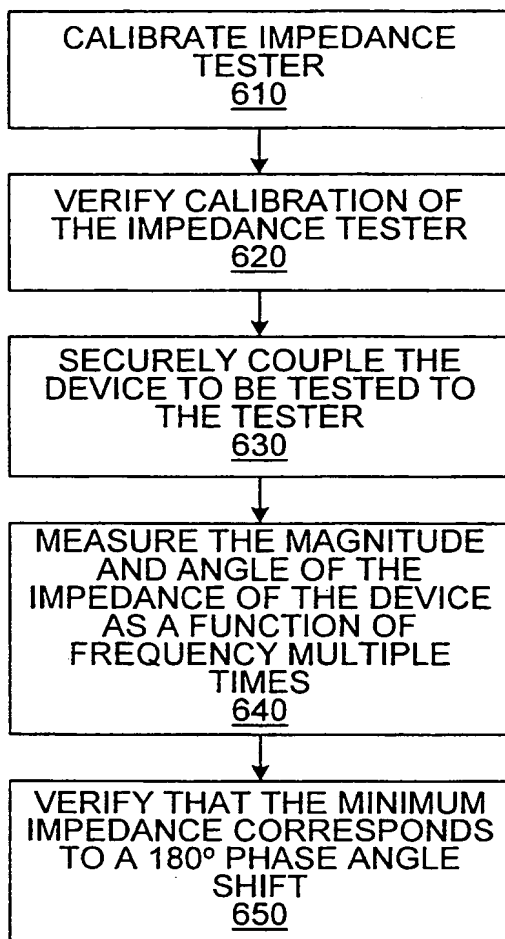 CALIBRATE IMPEDANCE
TESTER
610
VERIFY CALIBRATION OF
THE IMPEDANCE TESTER
620
SECURELY COUPLE THE
DEVICE TO BE TESTED TO
THE TESTER
630
MEASURE THE MAGNITUDE
AND ANGLE OF THE
IMPEDANCE OF THE DEVICE
AS A FUNCTION OF
FREQUENCY MULTIPLE
TIMES
640
VERIFY THAT THE MINIMUM
IMPEDANCE CORRESPONDS
TO A 180º PHASE ANGLE
SHIFT
650